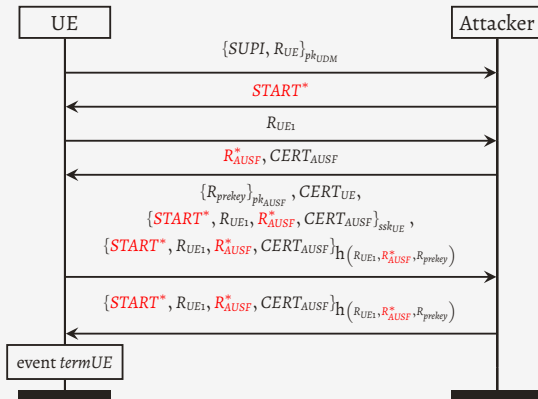 UE Attacker
{SUPI, R_UE}_pk_UDM
START*
R_UE1
R*_AUSF, CERT_AUSF
{R_prekey}_pk_AUSF , CERT_UE,
{START*, R_UE1, R*_AUSF, CERT_AUSF}_ssk_UE ,
{START*, R_UE1, R*_AUSF, CERT_AUSF}_h(R_UE1,R*_AUSF,R_prekey)
{START*, R_UE1, R*_AUSF, CERT_AUSF}_h(R_UE1,R*_AUSF,R_prekey)
event termUE